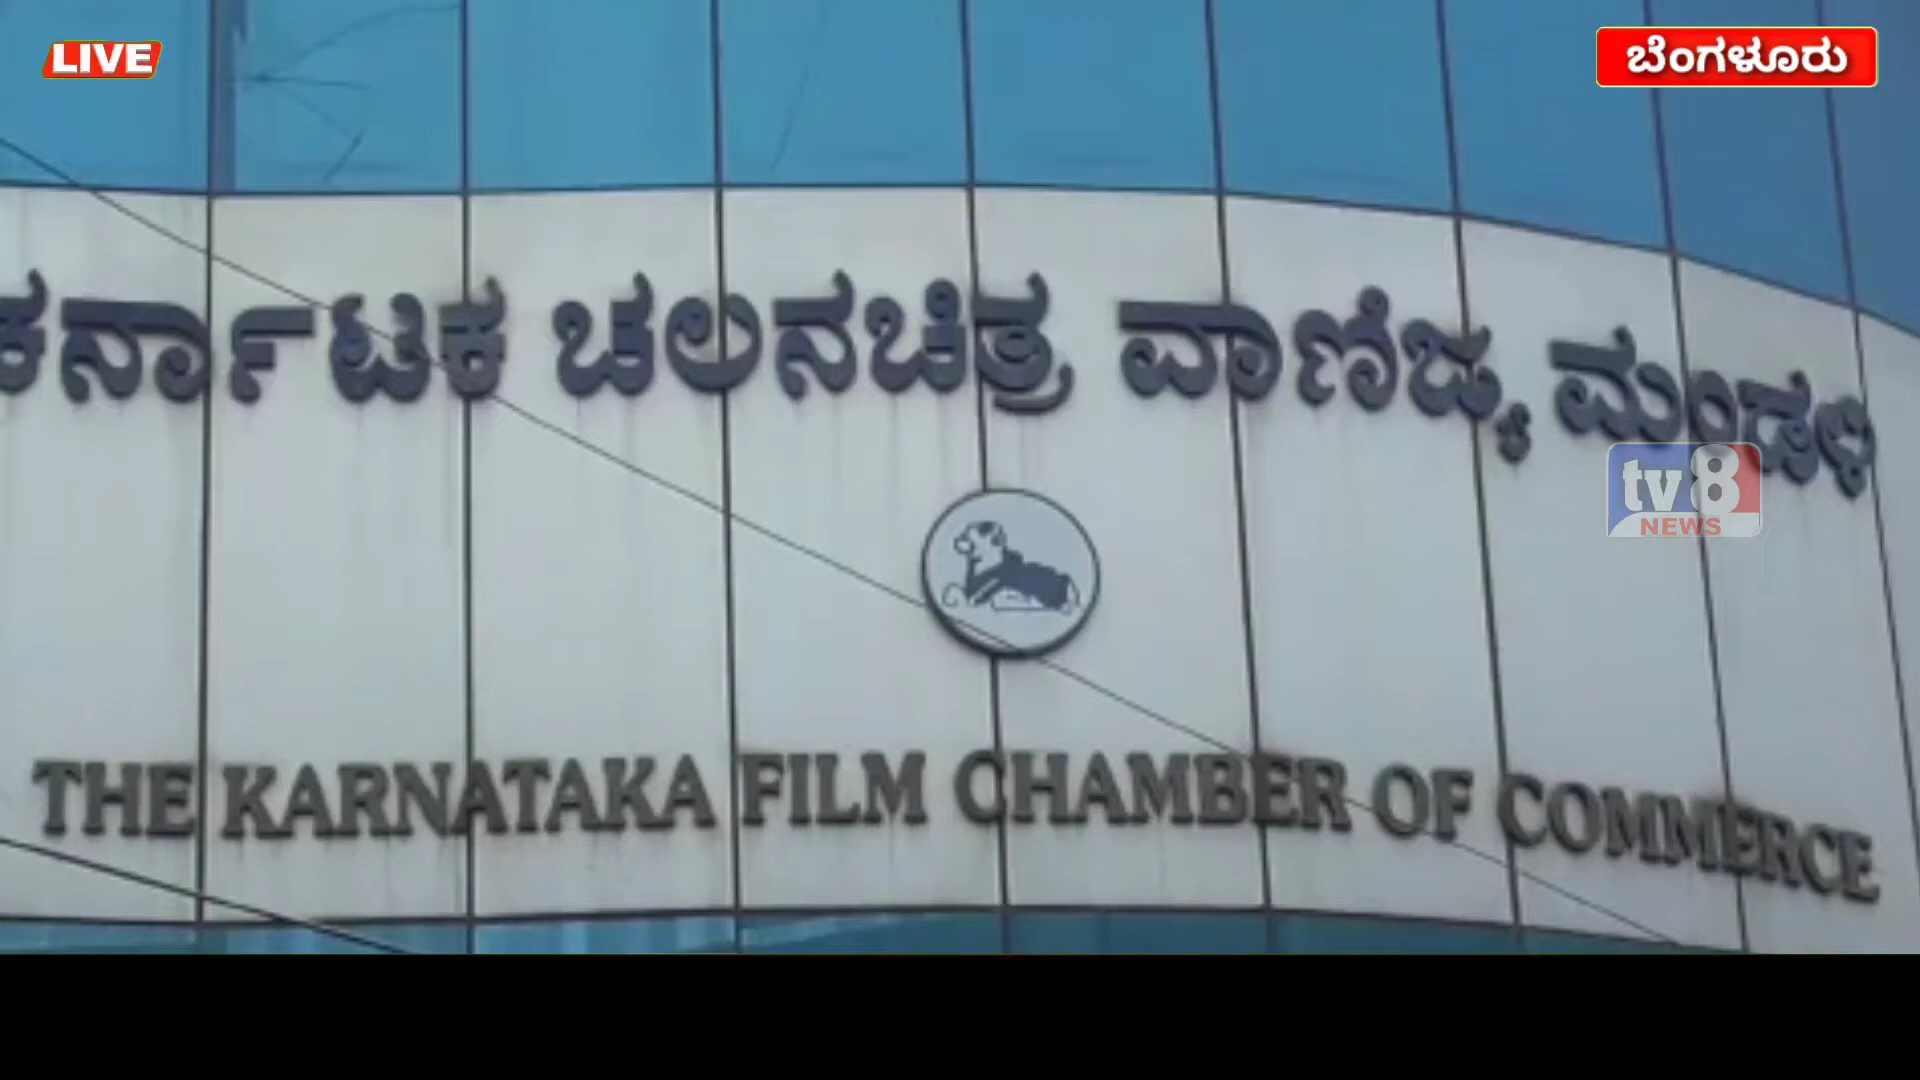 LIVE
ಬೆಂಗಳೂರು
ಕರ್ನಾಟಕ ಚಲನಚಿತ್ರ ವಾಣಿಜ್ಯ ಮಂಡಳಿ
tv8
NEWS
THE KARNATAKA FILM CHAMBER OF COMMERCE